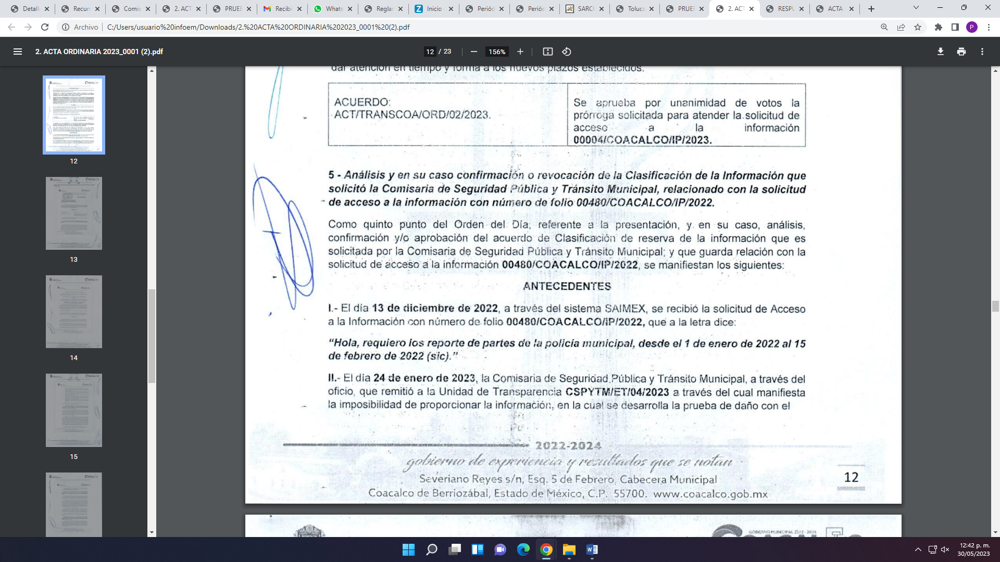 Detall
Recurs
Comis
2. ACT
PRUEE
Recibi
Whats
Reglar
Inicio
Periód
Periód
SARCO
Toluca
PRUEE
2. ACT
RESPU
ACTA
Archivo
C:/Users/usuario%20infoem/Downloads/2.%20ACTA%20ORDINARIA%202023_0001%20(2).pdf
P
2. ACTA ORDINARIA 2023_0001 (2).pdf
12 / 23
156%
12
13
14
15
dar atención en tiempo y forma a los nuevos plazos establecidos.
ACUERDO:
ACT/TRANSCOA/ORD/02/2023.
Se aprueba por unanimidad de votos la
prórroga solicitada para atender la solicitud de
acceso a la información
00004/COACALCO/IP/2023.
5 - Análisis y en su caso confirmación o revocación de la Clasificación de la Información que
solicitó la Comisaria de Seguridad Pública y Tránsito Municipal, relacionado con la solicitud
de acceso a la información con número de folio 00480/COACALCO/IP/2022.
Como quinto punto del Orden del Día; referente a la presentación, y en su caso, análisis,
confirmación y/o aprobación del acuerdo de Clasificación de reserva de la información que es
solicitada por la Comisaria de Seguridad Pública y Tránsito Municipal; y que guarda relación con la
solicitud de acceso a la información 00480/COACALCO/IP/2022, se manifiestan los siguientes:
ANTECEDENTES
I.- El día 13 de diciembre de 2022, a través del sistema SAIMEX, se recibió la solicitud de Acceso
a la Información con número de folio 00480/COACALCO/IP/2022, que a la letra dice:
“Hola, requiero los reporte de partes de la policía municipal, desde el 1 de enero de 2022 al 15
de febrero de 2022 (sic).”
II.- El día 24 de enero de 2023, la Comisaria de Seguridad Pública y Tránsito Municipal, a través del
oficio, que remitió a la Unidad de Transparencia CSPYTM/ET/04/2023 a través del cual manifiesta
la imposibilidad de proporcionar la información, en la cual se desarrolla la prueba de daño con el
2022-2024
gobierno de experiencia y resultados que se notan
Severiano Reyes s/n, Esq. 5 de Febrero, Cabecera Municipal
Coacalco de Berriozábal, Estado de México, C.P. 55700. www.coacalco.gob.mx
12
GOBIERNO MUNICIPAL 2022 - 2024
12:42 p. m.
30/05/2023